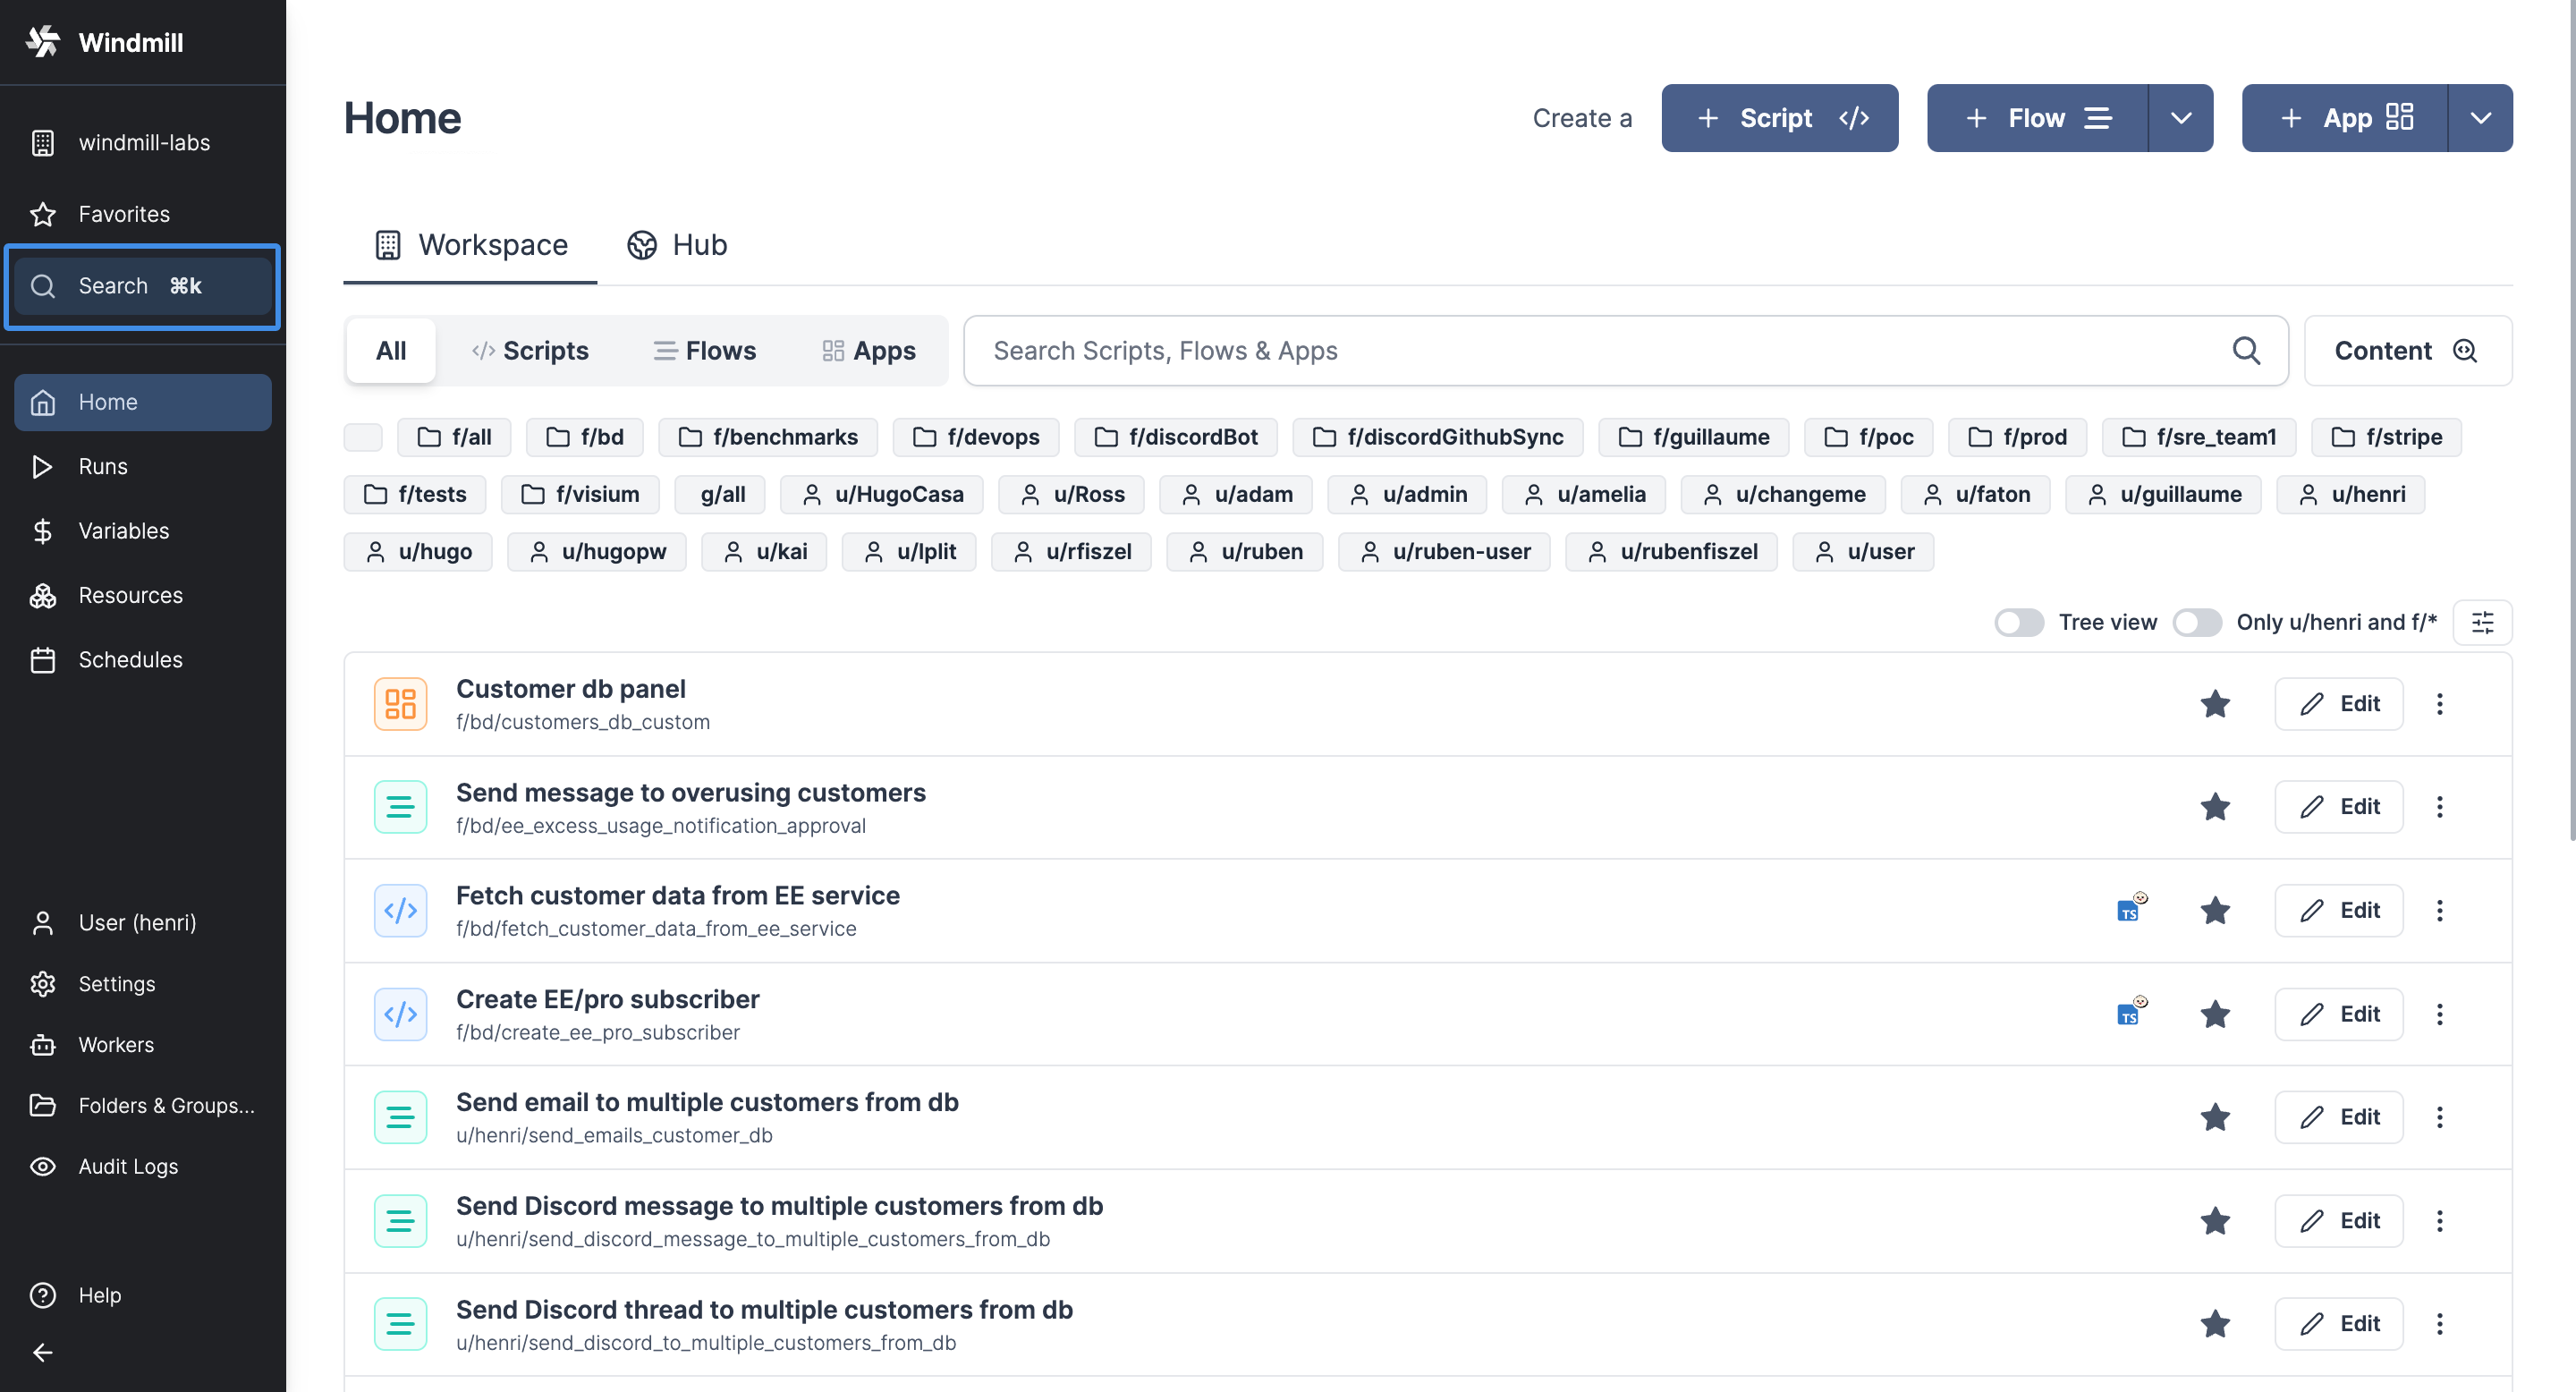 Windmill
windmill-labs
Favorites
Search ⌘k
Home
Runs
Variables
Resources
Schedules
User (henri)
Settings
Workers
Folders & Groups...
Audit Logs
Help
Home
Create a
+ Script </>
+ Flow
+ App
Workspace
Hub
All
Scripts
Flows
Apps
Search Scripts, Flows & Apps
Content
f/all f/bd f/benchmarks f/devops f/discordBot f/discordGithubSync f/guillaume f/poc f/prod f/sre_team1 f/stripe
f/tests f/visium g/all u/HugoCasa u/Ross u/adam u/admin u/amelia u/changeme u/faton u/guillaume u/henri
u/hugo u/hugopw u/kai u/lplit u/rfiszel u/ruben u/ruben-user u/rubenfiszel u/user
Tree view Only u/henri and f/*
Customer db panel
f/bd/customers_db_custom
Edit
Send message to overusing customers
f/bd/ee_excess_usage_notification_approval
Edit
Fetch customer data from EE service
f/bd/fetch_customer_data_from_ee_service
TS
Edit
Create EE/pro subscriber
f/bd/create_ee_pro_subscriber
TS
Edit
Send email to multiple customers from db
u/henri/send_emails_customer_db
Edit
Send Discord message to multiple customers from db
u/henri/send_discord_message_to_multiple_customers_from_db
Edit
Send Discord thread to multiple customers from db
u/henri/send_discord_to_multiple_customers_from_db
Edit